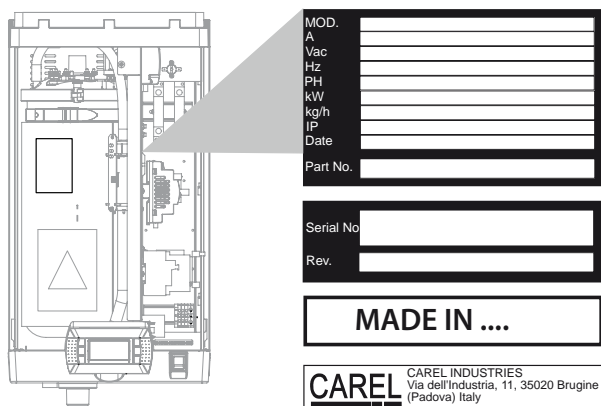 MOD.
A
Vac
Hz
PH
kW
kg/h
IP
Date
Part No.
Serial No
Rev.
MADE IN ....
CAREL
CAREL INDUSTRIES
Via dell'Industria, 11, 35020 Brugine
(Padova) Italy